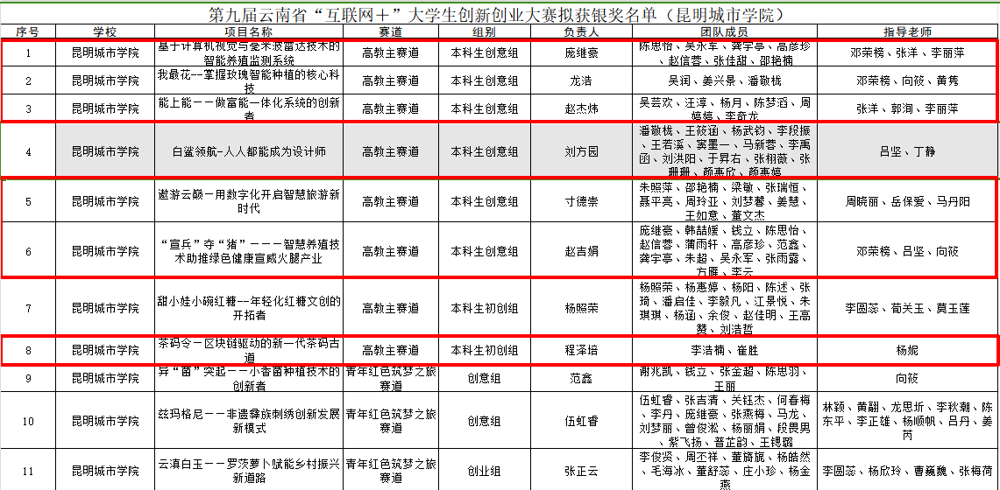 第九届云南省“互联网＋”大学生创新创业大赛拟获银奖名单（昆明城市学院）
序号 学校 项目名称 赛道 组别 负责人 团队成员 指导老师
1 昆明城市学院 基于计算机视觉与毫米波雷达技术的 高教主赛道 本科生创意组 庞继豪 陈思怡、吴永军、龚宇亭、高彦珍 邓荣榜、张洋、李丽萍
智能养殖监测系统 、赵信蓉、张佳甜、邵艳楠
2 昆明城市学院 我最花--掌握玫瑰智能种植的核心科 高教主赛道 本科生创意组 龙浩 吴润、姜兴景、潘敬栈 邓荣榜、向筱、黄隽
技
3 昆明城市学院 能上能－－做富能一体化系统的创新 高教主赛道 本科生创意组 赵杰炜 吴芸欢、汪淳、杨月、陈梦滔、周 张洋、郭洵、李丽萍
者 婷婷、李奇龙
4 昆明城市学院 白鲨领航-人人都能成为设计师 高教主赛道 本科生创意组 刘方园 潘敬栈、王筱涵、杨武钧、李段振 吕坚、丁静
、王若溪、窦墨一、马新蓉、李禹
函、刘洪阳、于昇右、张栩薇、张
珊珊、颜惠欣、颜惠婷
5 昆明城市学院 遨游云巅－用数字化开启智慧旅游新 高教主赛道 本科生创意组 寸德崇 朱照萍、邵艳楠、梁敏、张瑞恒、 周晓丽、岳保爱、马丹阳
时代 聂平亮、周玲亚、刘梦馨、姜慧、
王如意、董文杰
6 昆明城市学院 “宣兵”夺“猪”－－－智慧养殖技 高教主赛道 本科生创意组 赵吉娟 庞继豪、韩喆媛、钱立、陈思怡、 邓荣榜、吕坚、向筱
术助推绿色健康宣威火腿产业 赵信蓉、蒲雨轩、高彦珍、范鑫、
龚宇亭、朱超、吴永军、张雨露、
方雁、李云
7 昆明城市学院 甜小娃小碗红糖--年轻化红糖文创的 高教主赛道 本科生初创组 杨照荣 杨照荣、杨惠婷、杨阳、陈述、张 李圆蕊、荀关玉、莫玉莲
开拓者 琦、潘启佳、李毅凡、江景悦、朱
琪琪、杨涵、余俊、赵佳明、王高
赟、刘浩哲
8 昆明城市学院 茶码令－区块链驱动的新一代茶码古 高教主赛道 本科生初创组 程泽培 李洁楠、崔胜 杨妮
道
9 昆明城市学院 异“菌”突起－－小香菌种植技术的 青年红色筑梦之旅 创意组 范鑫 谢兆凯、钱立、张金超、陈思羽、 向筱
创新者 赛道 王丽
10 昆明城市学院 兹玛格尼－－非遗彝族刺绣创新发展 青年红色筑梦之旅 创意组 伍虹睿 伍虹睿、张吉清、关钰杰、何春梅 林颖、黄翮、龙思圻、李秋潮、陈
新模式 赛道 、李丹、庞继豪、张燕梅、马龙、 东平、李正雄、杨顺帆、吕丹、姜
刘梦丽、曾俊淞、杨丽娟、段畏男 芮
、紫飞扬、普芷韵、王锶璐
11 昆明城市学院 云滇白玉－－罗茨萝卜赋能乡村振兴 青年红色筑梦之旅 创业组 张正云 李俊贤、周丕祥、董旖旎、杨皓然 李圆蕊、杨欣玲、曹巍巍、张梅荷
新道路 赛道 、毛海冰、董舒蕊、庄小珍、杨金
燕